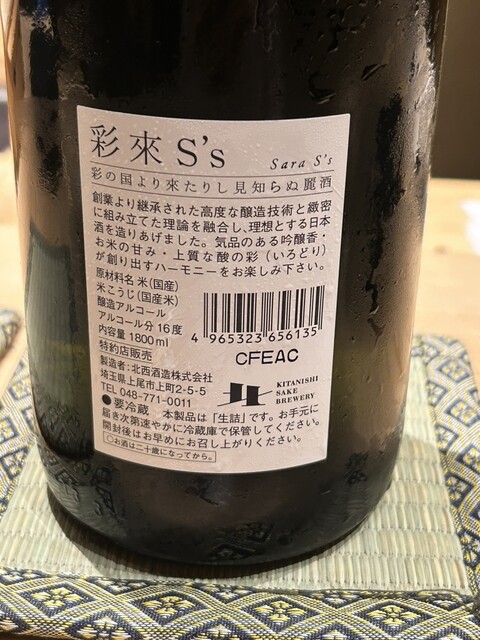 彩來 S's Sara S's
彩の国より來たりし見知らぬ麗酒
創業より継承された高度な醸造技術と緻密
に組み立てた理論を融合し、理想とする日本
酒を造りあげました。気品のある吟醸香・
お米の甘み・上質な酸の彩（いろどり）
が創り出すハーモニーをお楽しみ下さい。
原材料名 米（国産）
米こうじ（国産米）
醸造アルコール
アルコール分 16度
内容量 1800ml
4 965323 656135
CFEAC
特約店販売
製造者：北西酒造株式会社
埼玉県上尾市上町2-5-5
TEL 048-771-0011
KITANISHI
SAKE
BREWERY
●要冷蔵 本製品は「生詰」です。お手元に
届き次第速やかに冷蔵庫で保管してください。
開封後はお早めにお召し上がりください。
○お酒は二十歳になってから。